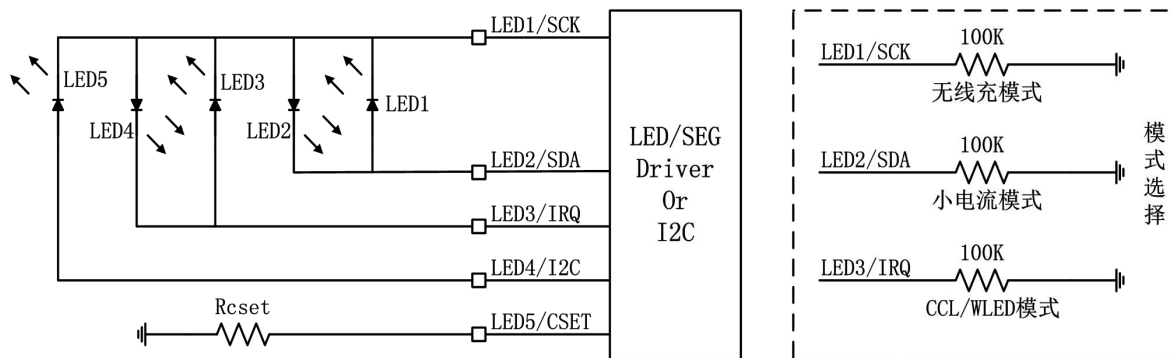 LED1/SCK
LED5
LED3
LED4
LED2
LED1
LED2/SDA
LED3/IRQ
LED4/I2C
Rcset
LED5/CSET
LED/SEG
Driver
Or
I2C
LED1/SCK
100K
无线充模式
LED2/SDA
100K
小电流模式
LED3/IRQ
100K
CCL/WLED模式
模式选择